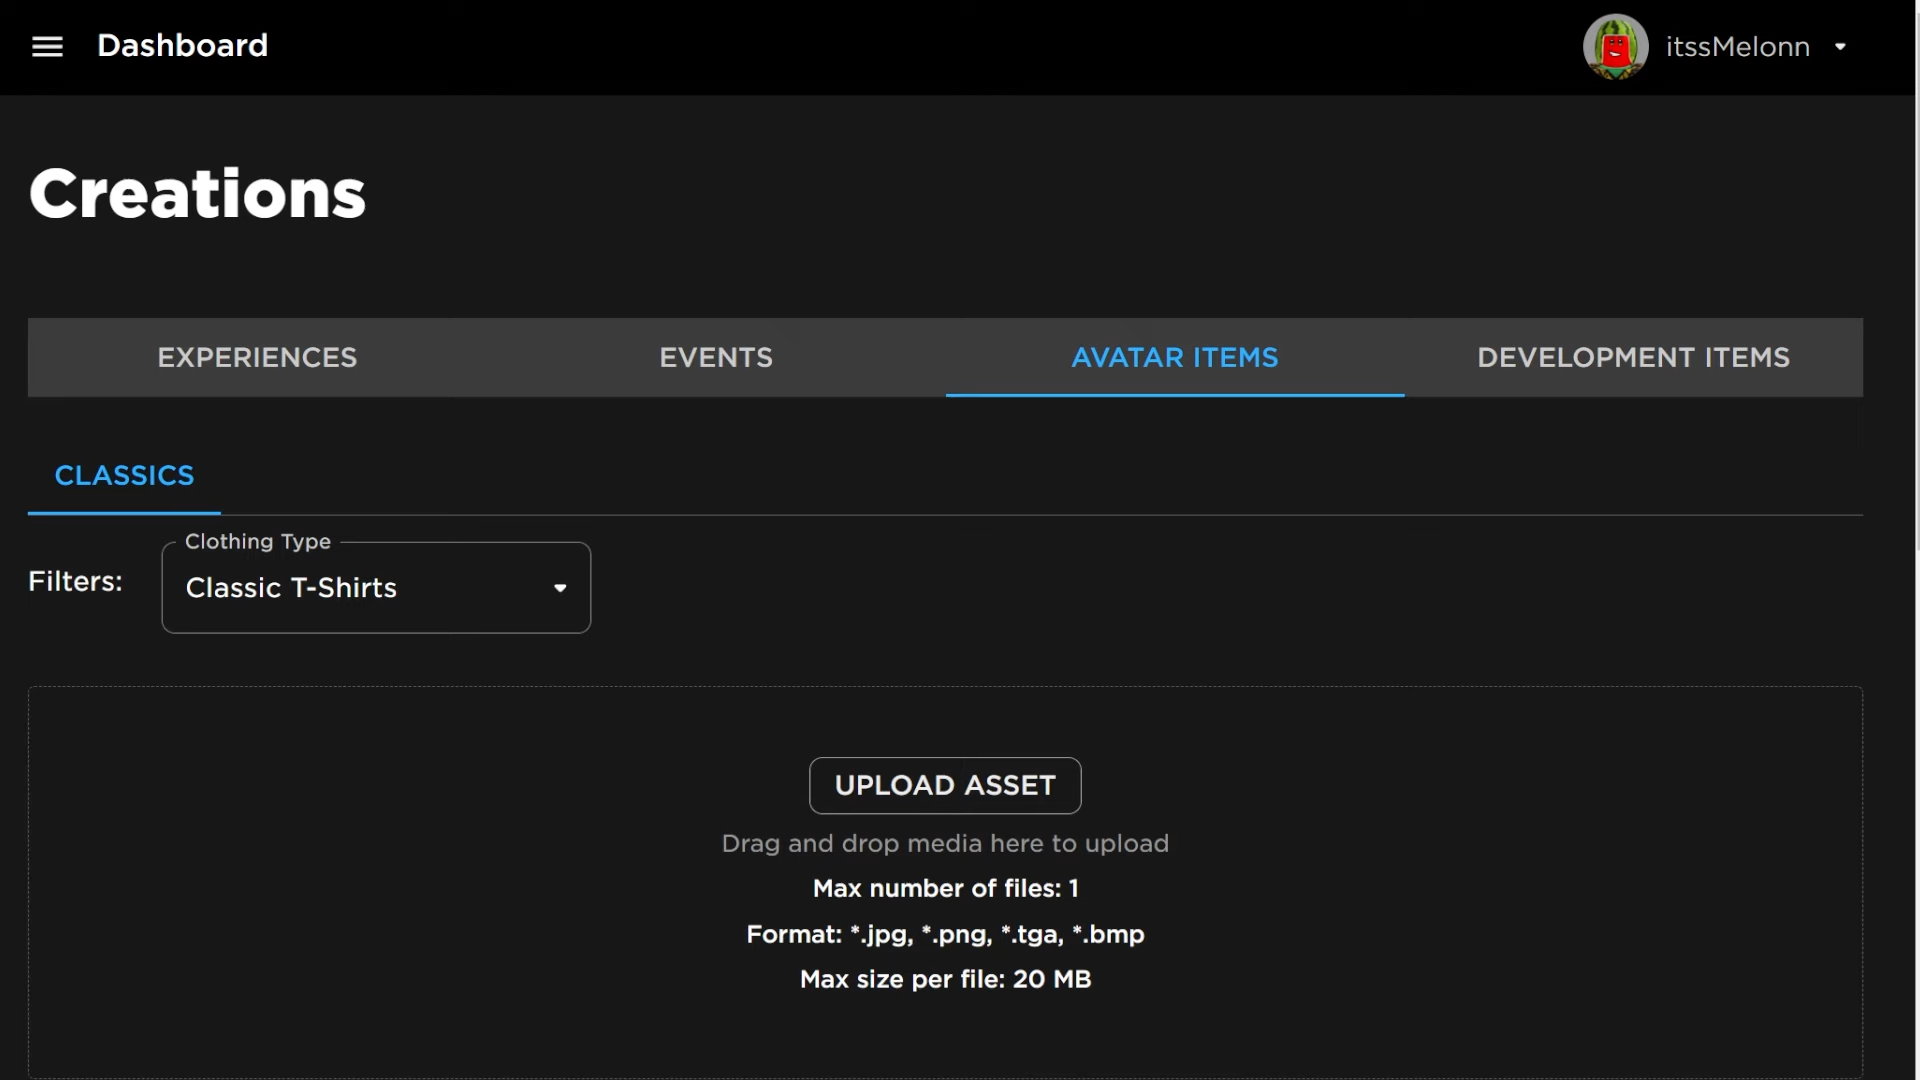 Dashboard
itssMelonn
Creations
EXPERIENCES
EVENTS
AVATAR ITEMS
DEVELOPMENT ITEMS
CLASSICS
Filters:
Clothing Type
Classic T-Shirts
UPLOAD ASSET
Drag and drop media here to upload
Max number of files: 1
Format: *.jpg, *.png, *.tga, *.bmp
Max size per file: 20 MB